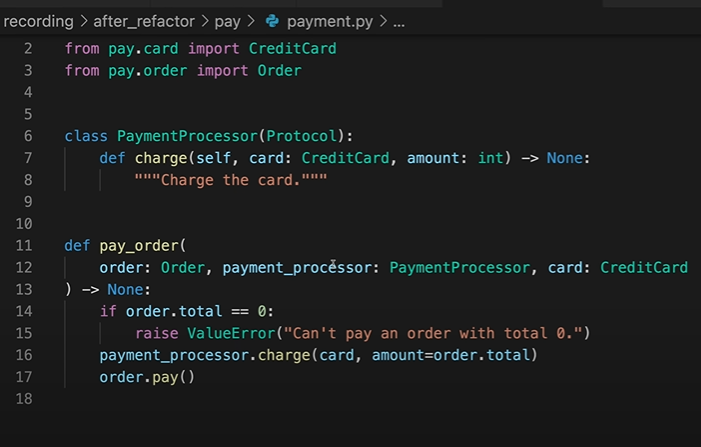 recording > after_refactor > pay > payment.py > ...
2 from pay.card import CreditCard
3 from pay.order import Order
4
5
6 class PaymentProcessor(Protocol):
7     def charge(self, card: CreditCard, amount: int) -> None:
8         """Charge the card."""
9
10
11 def pay_order(
12     order: Order, payment_processor: PaymentProcessor, card: CreditCard
13 ) -> None:
14     if order.total == 0:
15         raise ValueError("Can't pay an order with total 0.")
16     payment_processor.charge(card, amount=order.total)
17     order.pay()
18